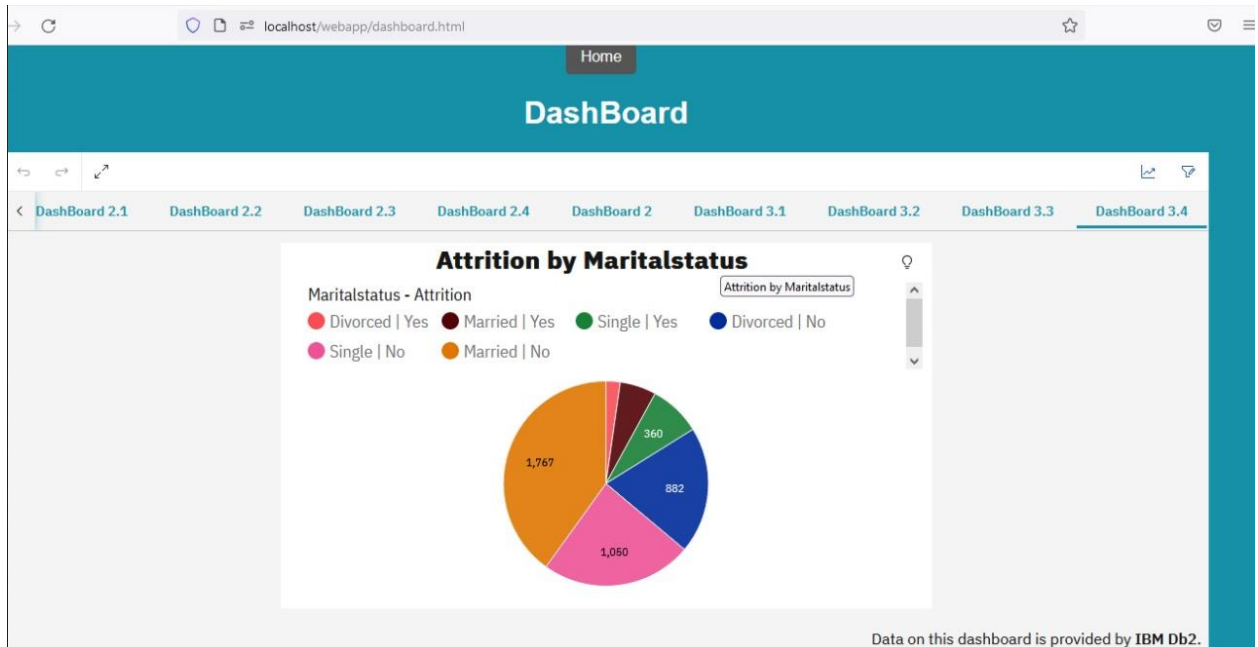 localhost/webapp/dashboard.html
Home
DashBoard
DashBoard 2.1 DashBoard 2.2 DashBoard 2.3 DashBoard 2.4 DashBoard 2 DashBoard 3.1 DashBoard 3.2 DashBoard 3.3 DashBoard 3.4
Attrition by Maritalstatus
Attrition by Maritalstatus
Maritalstatus - Attrition
Divorced | Yes Married | Yes Single | Yes Divorced | No
Single | No Married | No
360
1,767
882
1,050
Data on this dashboard is provided by IBM Db2.